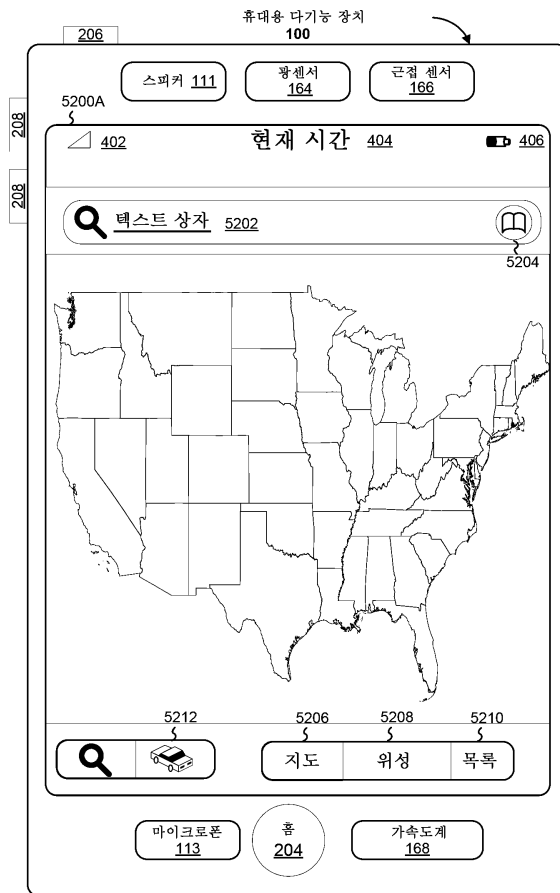 휴대용 다기능 장치
100
206
스피커 111
광센서
164
근접 센서
166
5200A
208
208
402
현재 시간 404
406
텍스트 상자 5202
5204
5212
5206
5208
5210
지도
위성
목록
마이크로폰
113
홈
204
가속도계
168